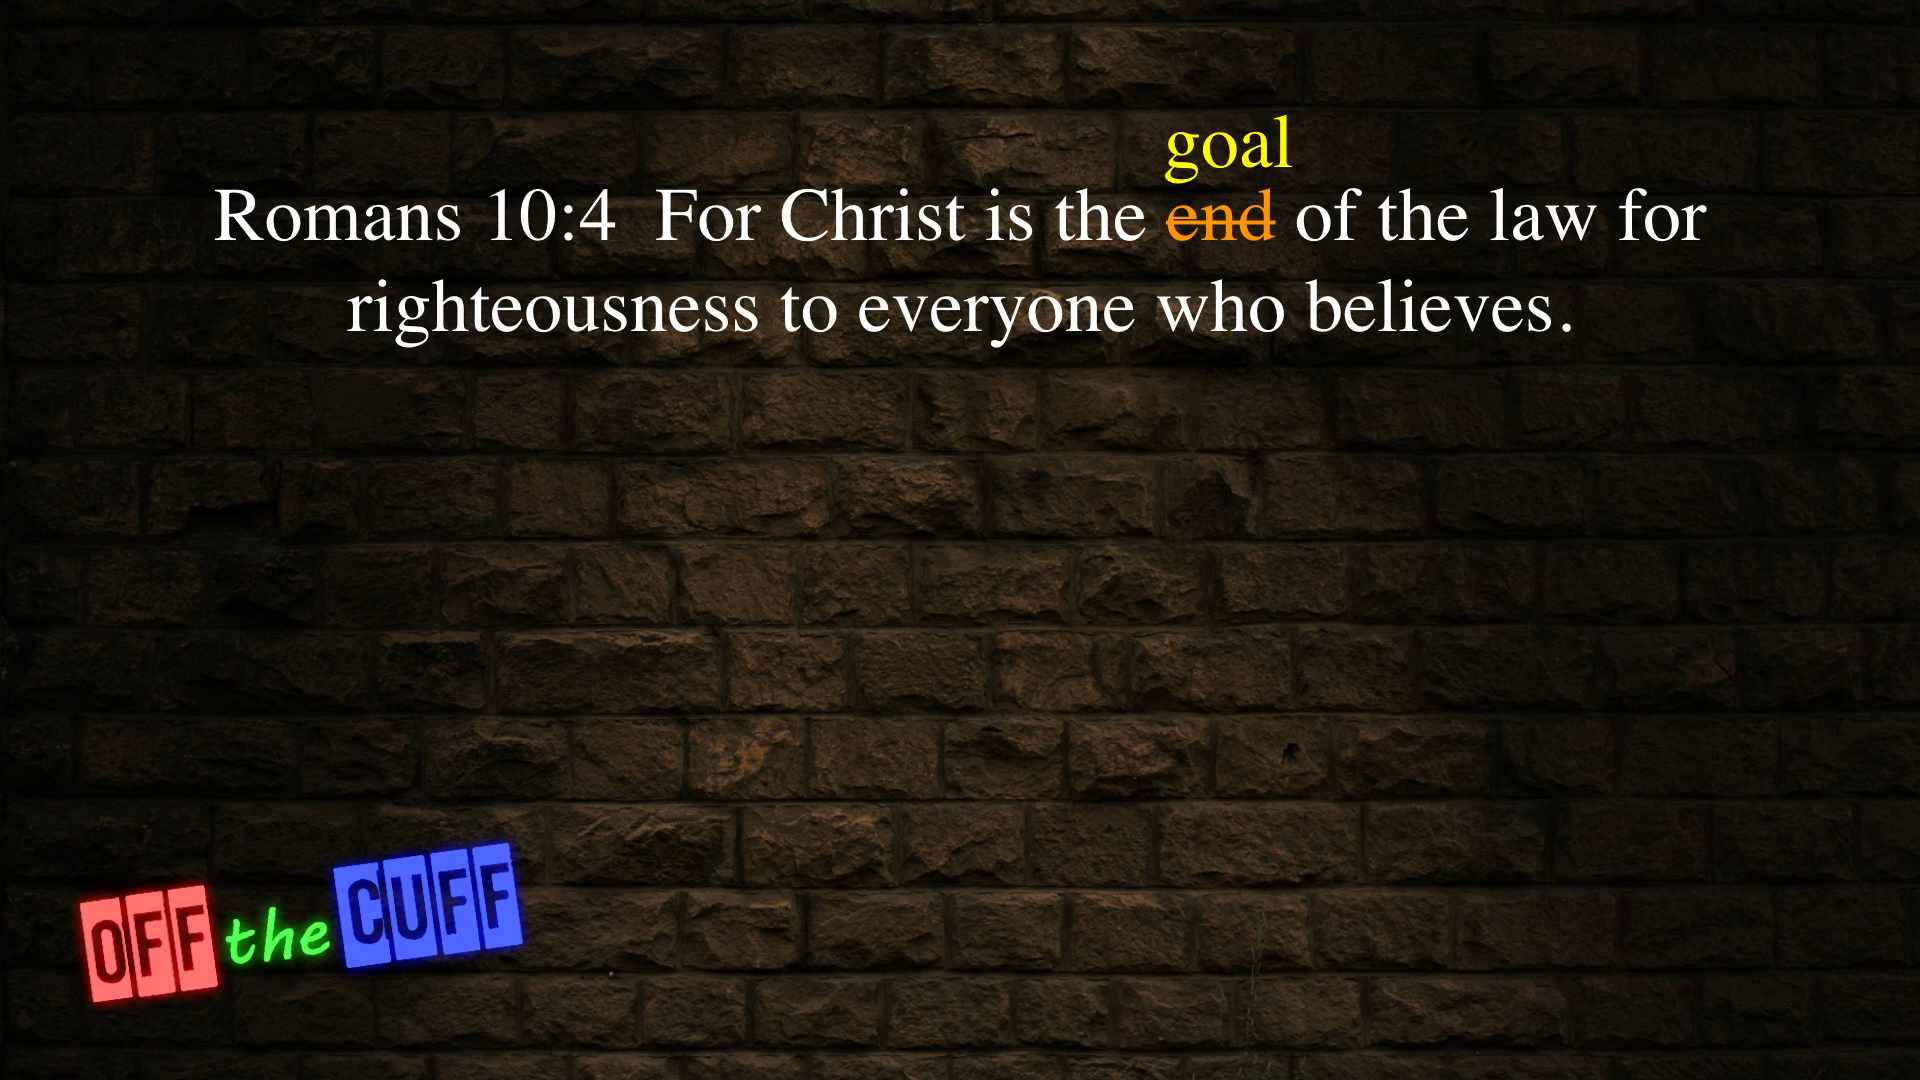 goal
Romans 10:4  For Christ is the end of the law for
righteousness to everyone who believes.
OFF the CUFF